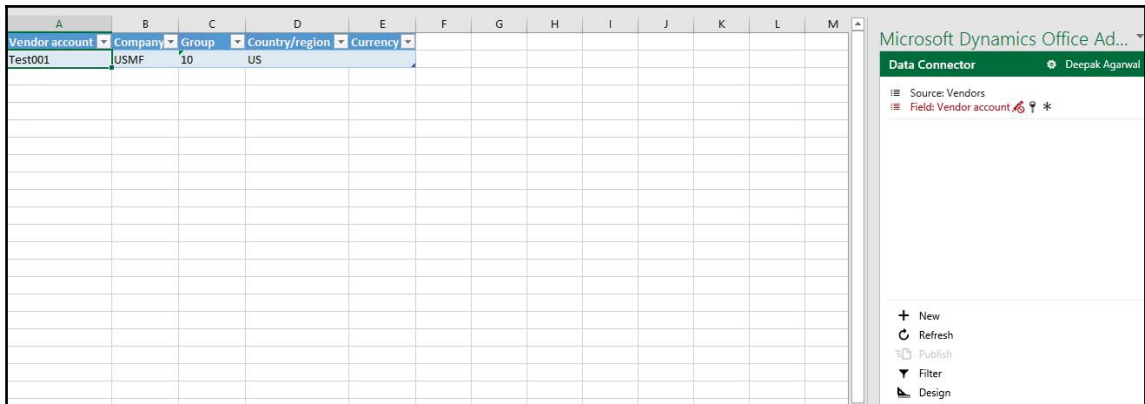 A B C D E F G H I J K L M
Vendor account Company Group Country/region Currency
Test001 USMF 10 US
Microsoft Dynamics Office Ad...
Data Connector Deepak Agarwal
Source: Vendors
Field: Vendor account *
New
Refresh
Publish
Filter
Design